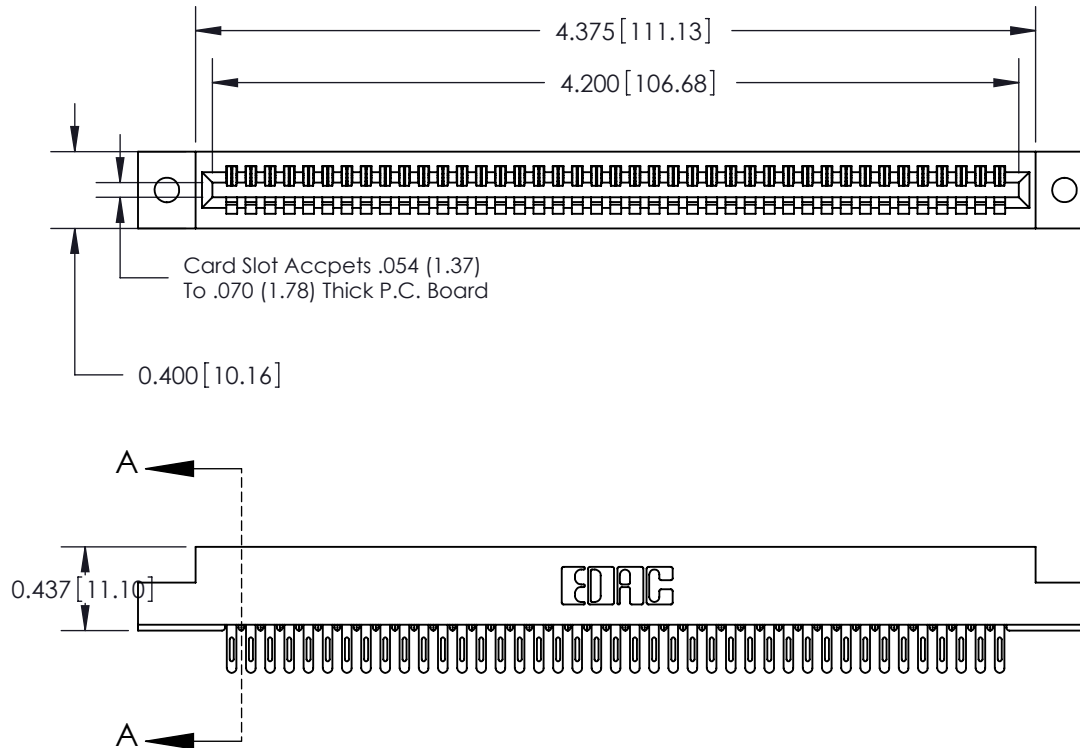 4.375[111.13]
4.200[106.68]
Card Slot Accpets .054 (1.37)
To .070 (1.78) Thick P.C. Board
0.400[10.16]
A
0.437[11.10]
EDAC
A